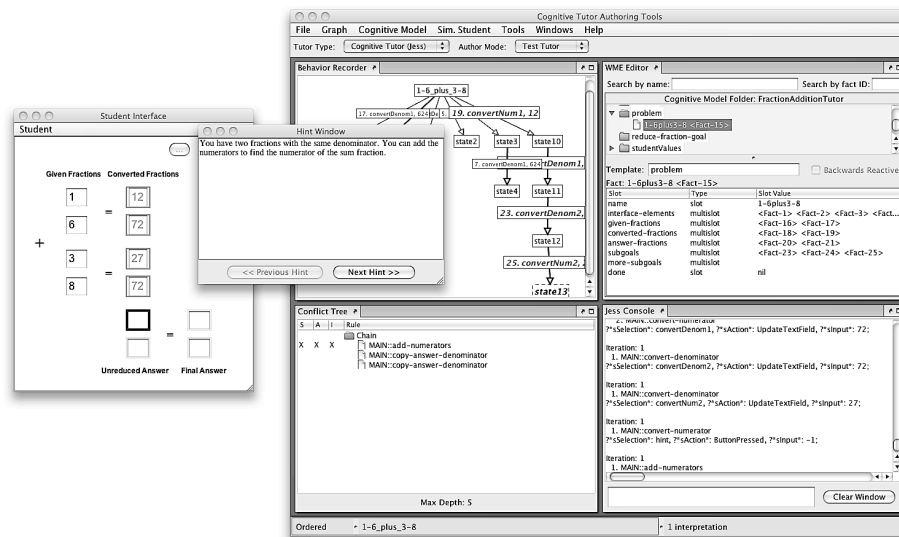 Cognitive Tutor Authoring Tools
File Graph Cognitive Model Sim. Student Tools Windows Help
Tutor Type: Cognitive Tutor (Jess) Author Mode: Test Tutor
Behavior Recorder
1-6_plus_3-8
17. convertDenom1, 624 5. 19. convertNum1, 12
state2 state3 state10
7. convertDenom1, 624
state4 state11
23. convertDenom2,
state12
25. convertNum2,
state13
WME Editor
Search by name: Search by fact ID:
Cognitive Model Folder: FractionAdditionTutor
problem
1-6plus3-8 <Fact-15>
reduce-fraction-goal
studentValues
Template: problem Backwards Reactive
Fact: 1-6plus3-8 <Fact-15>
Slot Type Slot Value
name slot 1-6plus3-8
interface-elements multislot <Fact-1> <Fact-2> <Fact-3> <Fact...
given-fractions multislot <Fact-16> <Fact-17>
converted-fractions multislot <Fact-18> <Fact-19>
answer-fractions multislot <Fact-20> <Fact-21>
subgoals multislot <Fact-23> <Fact-24> <Fact-25>
more-subgoals multislot
done slot nil
Student Interface
Student
...
Given Fractions Converted Fractions
1 = 12
6 72
+
3 = 27
8 72
=
Unreduced Answer Final Answer
Hint Window
You have two fractions with the same denominator. You can add the
numerators to find the numerator of the sum fraction.
<< Previous Hint Next Hint >>
Conflict Tree
S A I Rule
Chain
X X X MAIN::add-numerators
MAIN::copy-answer-denominator
MAIN::copy-answer-denominator
Max Depth: 5
Jess Console
2. MAIN::convert-numerator
?*sSelection*: convertDenom1, ?*sAction*: UpdateTextField, ?*sInput*: 72;
Iteration: 1
1. MAIN::convert-denominator
?*sSelection*: convertDenom2, ?*sAction*: UpdateTextField, ?*sInput*: 72;
Iteration: 1
1. MAIN::convert-denominator
?*sSelection*: convertNum2, ?*sAction*: UpdateTextField, ?*sInput*: 27;
Iteration: 1
1. MAIN::convert-numerator
?*sSelection*: hint, ?*sAction*: ButtonPressed, ?*sInput*: -1;
Iteration: 1
1. MAIN::add-numerators
Clear Window
Ordered 1-6_plus_3-8 1 interpretation